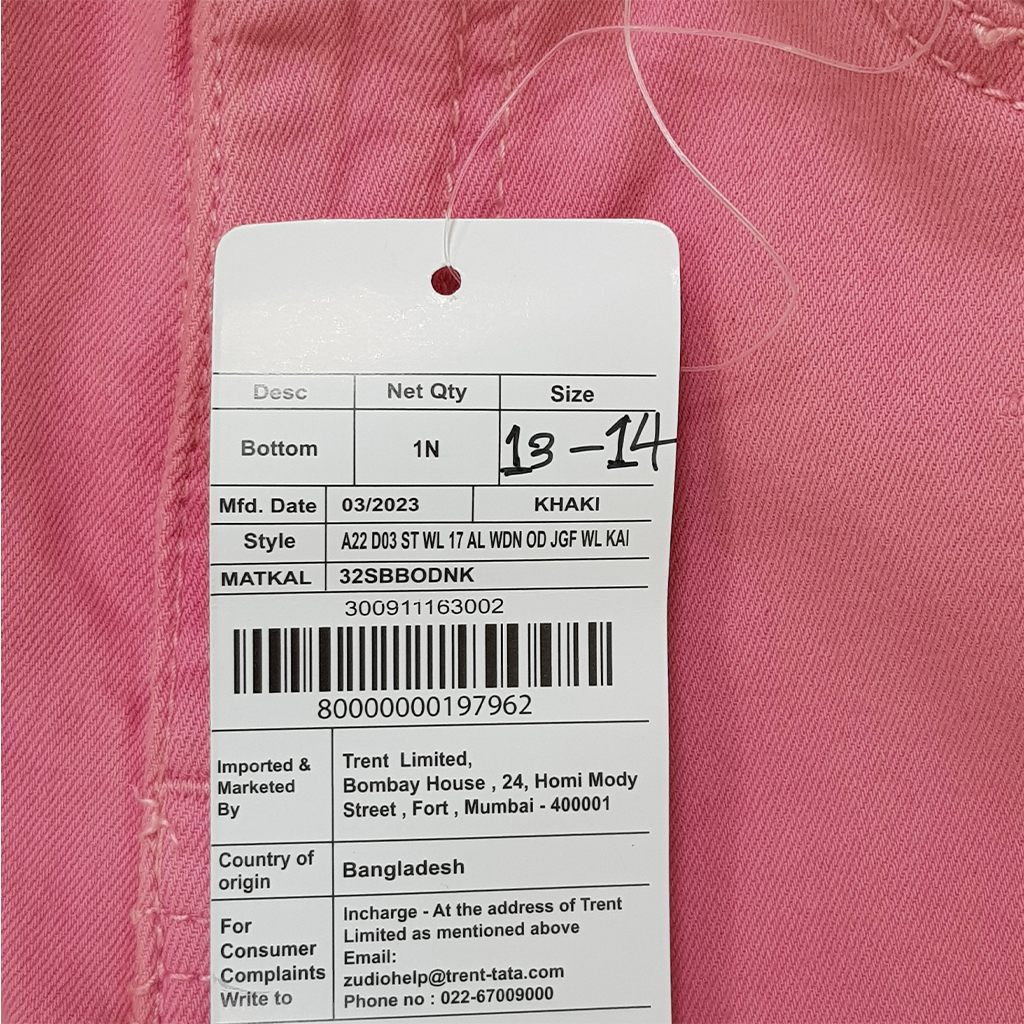 Desc Net Qty Size
Bottom 1N 13-14
Mfd. Date 03/2023 KHAKI
Style A22 D03 ST WL 17 AL WDN OD JGF WL KAI
MATKAL 32SBBODNK
300911163002
80000000197962
Imported &
Marketed
By
Trent Limited,
Bombay House , 24, Homi Mody
Street , Fort , Mumbai - 400001
Country of
origin
Bangladesh
For
Consumer
Complaints
Write to
Incharge - At the address of Trent
Limited as mentioned above
Email:
zudiohelp@trent-tata.com
Phone no : 022-67009000